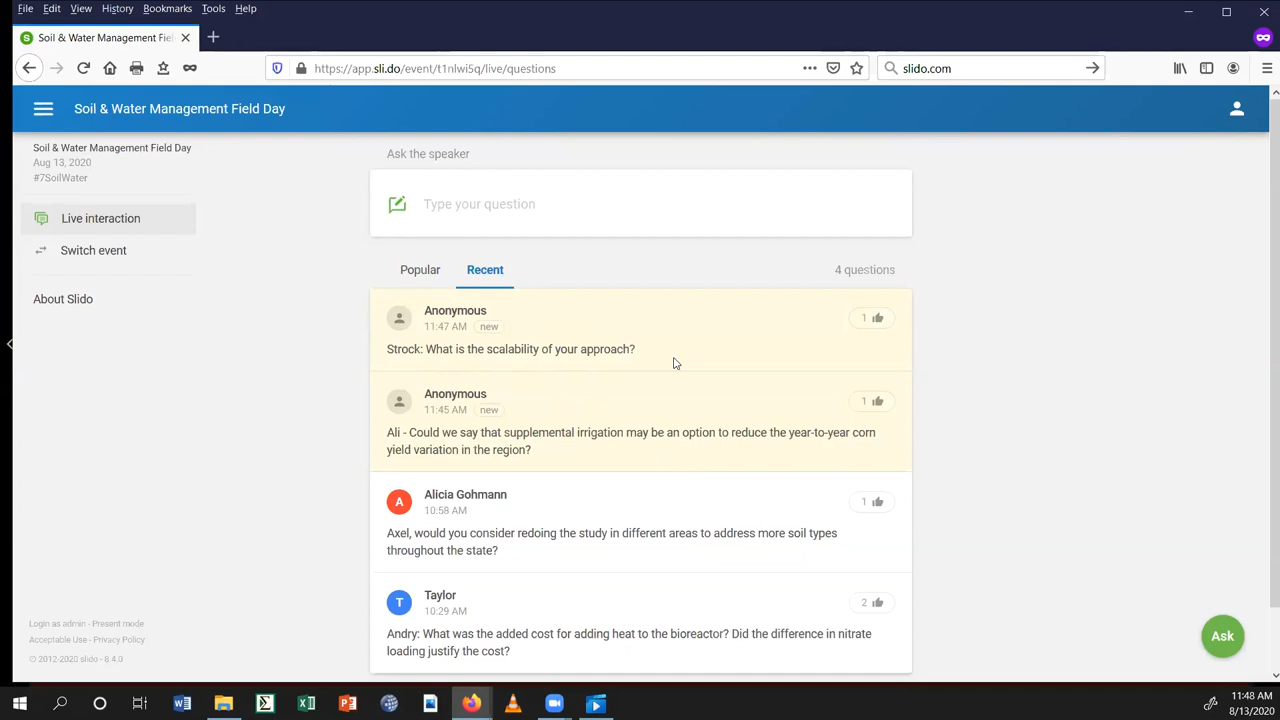 File Edit View History Bookmarks Tools Help
Soil & Water Management Fiel
https://app.sli.do/event/t1nlwi5q/live/questions
slido.com
Soil & Water Management Field Day
Soil & Water Management Field Day
Aug 13, 2020
#7SoilWater
Live interaction
Switch event
About Slido
Ask the speaker
Type your question
Popular
Recent
4 questions
Anonymous
11:47 AM new
1
Strock: What is the scalability of your approach?
Anonymous
11:45 AM new
1
Ali - Could we say that supplemental irrigation may be an option to reduce the year-to-year corn
yield variation in the region?
A
Alicia Gohmann
10:58 AM
1
Axel, would you consider redoing the study in different areas to address more soil types
throughout the state?
T
Taylor
10:29 AM
2
Andry: What was the added cost for adding heat to the bioreactor? Did the difference in nitrate
loading justify the cost?
Login as admin - Present mode
Acceptable Use - Privacy Policy
© 2012-2020 slido - 8.4.0
Ask
11:48 AM
8/13/2020